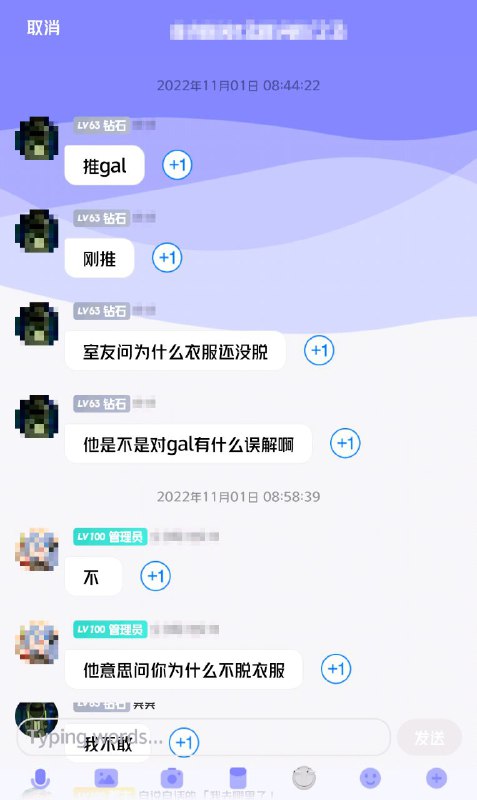 取消
2022年11月01日 08:44:22
LV63 钻石
推gal
+1
LV63 钻石
刚推
+1
LV63 钻石
室友问为什么衣服还没脱
+1
LV63 钻石
他是不是对gal有什么误解啊
+1
2022年11月01日 08:58:39
LV100 管理员
不
+1
LV100 管理员
他意思问你为什么不脱衣服
+1
LV63 钻石
我不敢
+1
Typing words...
发送